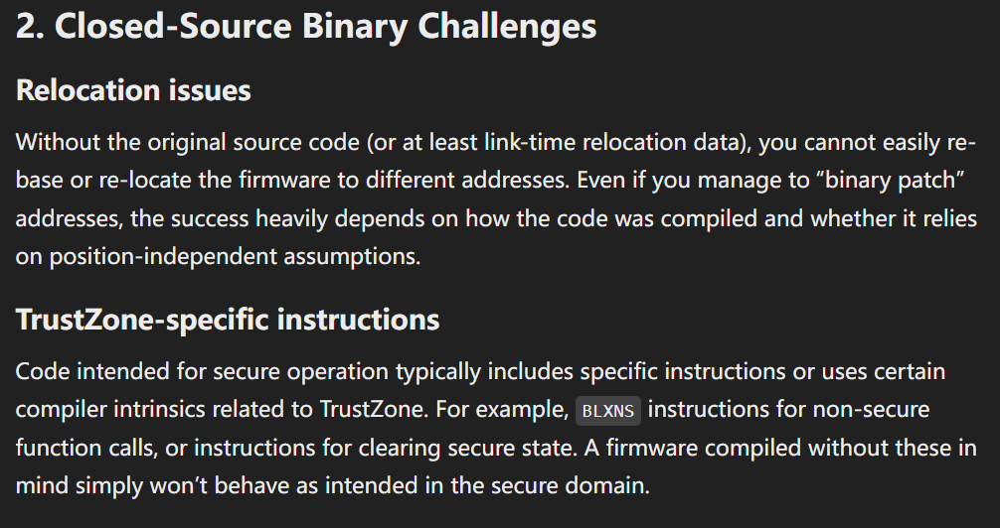 2. Closed-Source Binary Challenges
Relocation issues
Without the original source code (or at least link-time relocation data), you cannot easily re-
base or re-locate the firmware to different addresses. Even if you manage to “binary patch”
addresses, the success heavily depends on how the code was compiled and whether it relies
on position-independent assumptions.
TrustZone-specific instructions
Code intended for secure operation typically includes specific instructions or uses certain
compiler intrinsics related to TrustZone. For example, BLXNS instructions for non-secure
function calls, or instructions for clearing secure state. A firmware compiled without these in
mind simply won’t behave as intended in the secure domain.